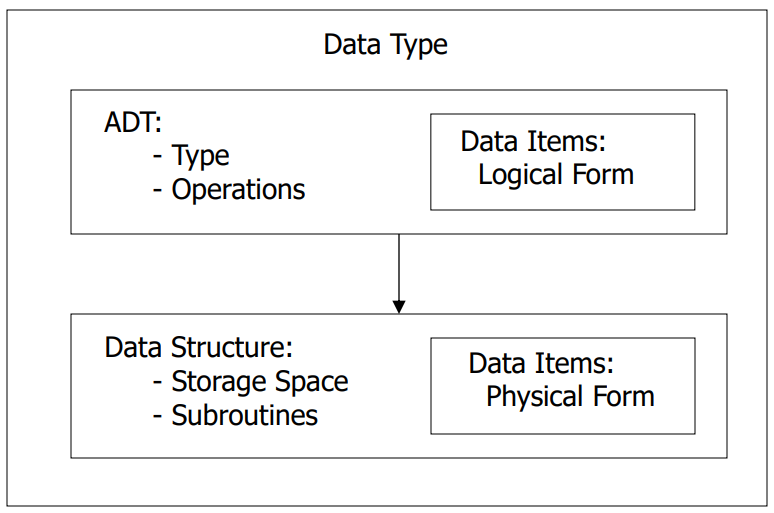 Data Type
ADT:
- Type
- Operations
Data Items:
Logical Form
Data Structure:
- Storage Space
- Subroutines
Data Items:
Physical Form